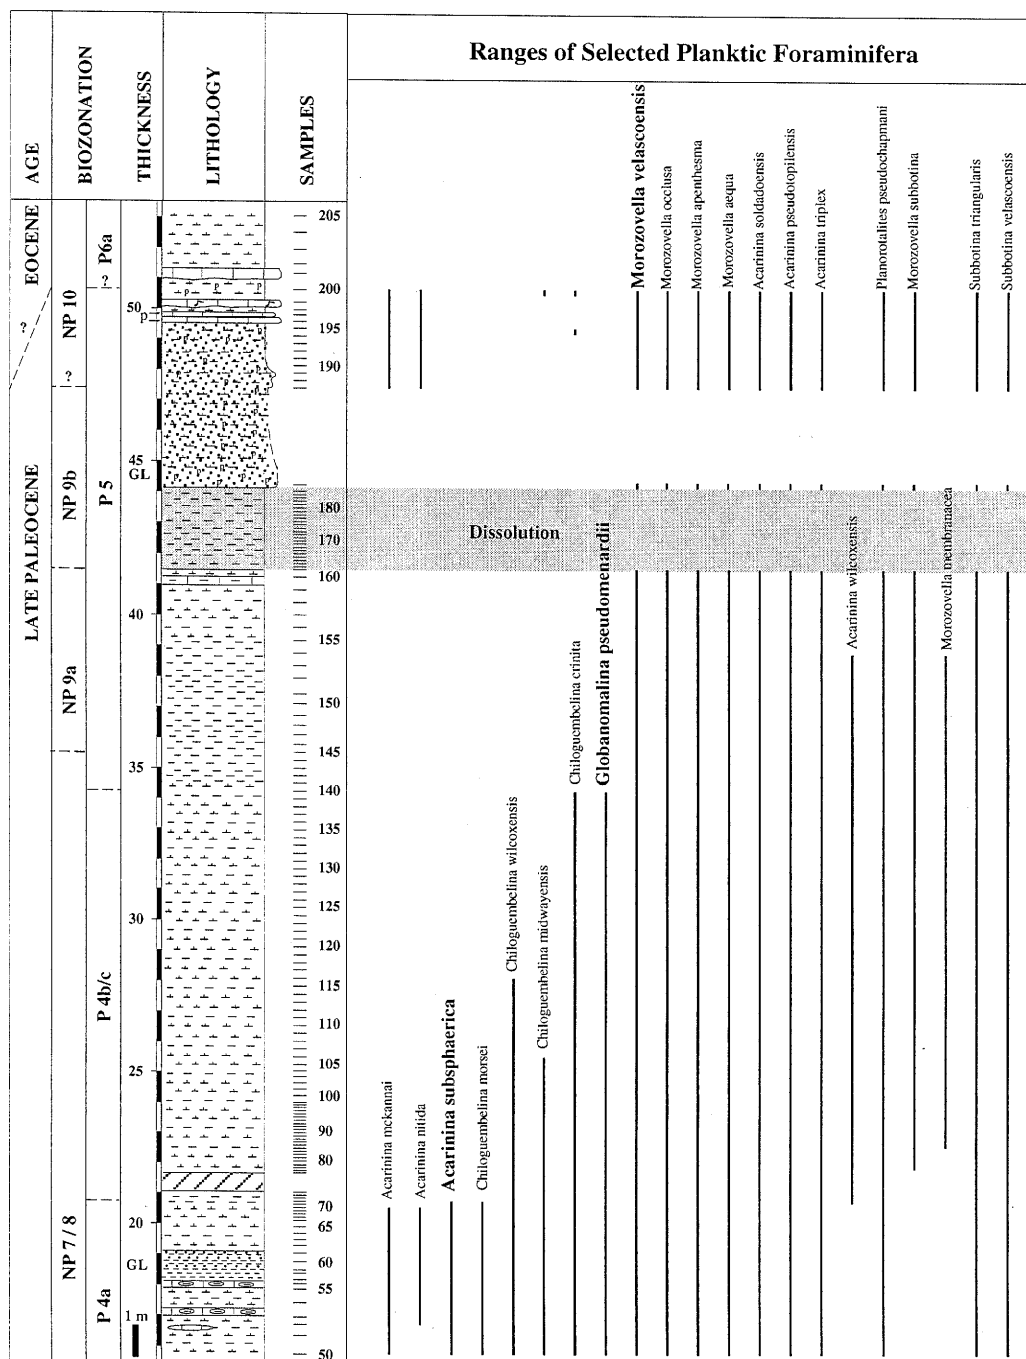 Ranges of Selected Planktic Foraminifera
AGE
BIOZONATION
THICKNESS
LITHOLOGY
SAMPLES
EOCENE
LATE PALEOCENE
?
NP 10
?
NP 9b
NP 9a
NP 7 / 8
P6a
?
P 5
P 4b/c
P 4a
50
P
45
GL
40
35
30
25
20
GL
1 m
205
200
195
190
180
170
160
155
150
145
140
135
130
125
120
115
110
105
100
90
80
70
65
60
55
50
Dissolution
Acarinina mckannai
Acarinina nitida
Acarinina subsphaerica
Chiloguembelina morsei
Chiloguembelina wilcoxensis
Chiloguembelina midwayensis
Chiloguembelina crinita
Globanomalina pseudomenardii
Morozovella velascoensis
Morozovella occlusa
Morozovella apenthesma
Morozovella aequa
Acarinina soldadoensis
Acarinina pseudotopilensis
Acarinina triplex
Acarinina wilcoxensis
Planorotalites pseudochapmani
Morozovella subbotina
Morozovella membranacea
Subbotina triangularis
Subbotina velascoensis